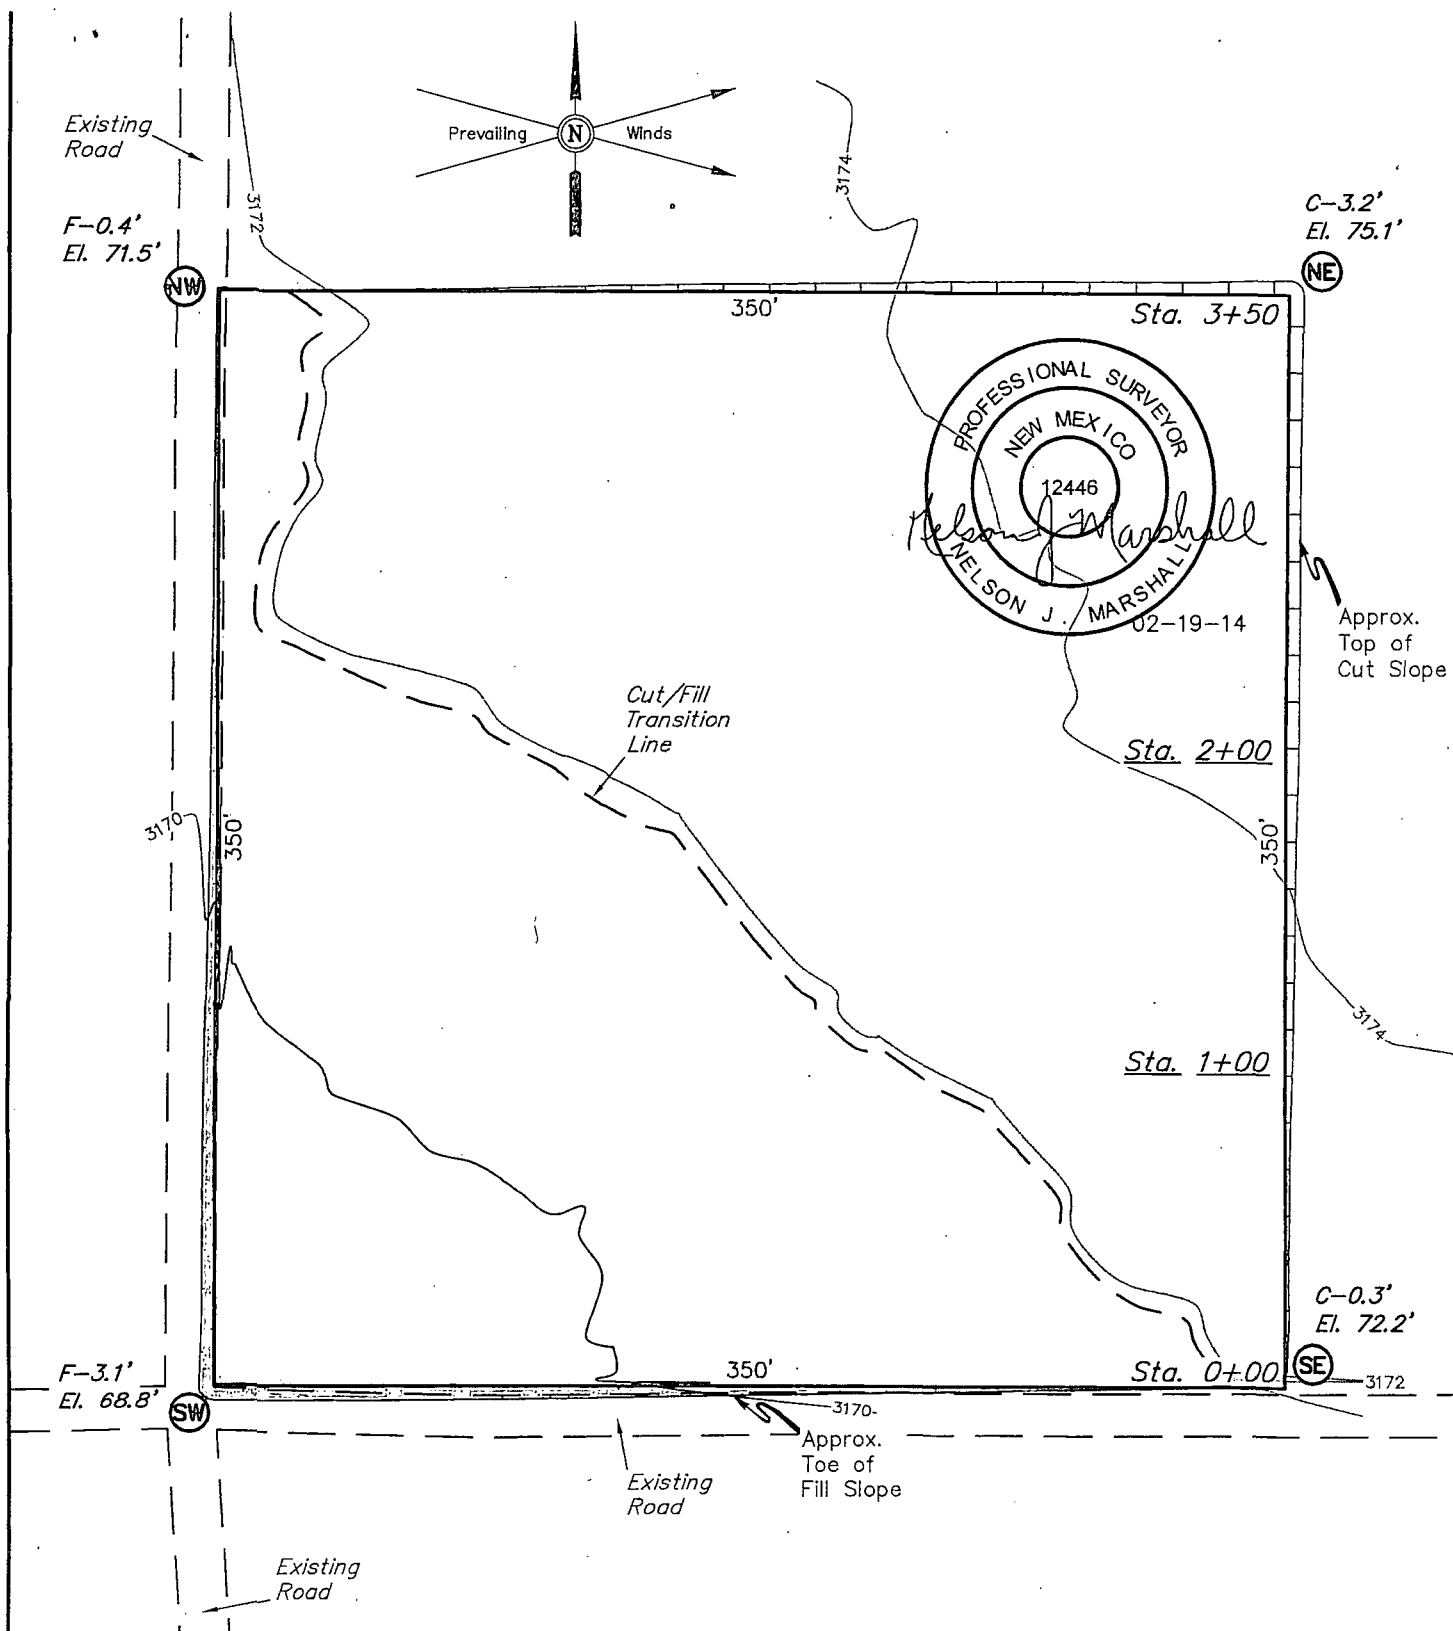 Existing
Road
Prevailing
N
Winds
3172
3174
F-0.4'
El. 71.5'
C-3.2'
El. 75.1'
NW
NE
350'
Sta. 3+50
PROFESSIONAL SURVEYOR
NEW MEXICO
12446
Nelson J. Marshall
NELSON J. MARSHALL
02-19-14
Approx.
Top of
Cut Slope
Cut/Fill
Transition
Line
Sta. 2+00
3170
350'
350'
3174
Sta. 1+00
C-0.3'
El. 72.2'
F-3.1'
El. 68.8'
350'
Sta. 0+00
SE
3172
SW
3170
Approx.
Toe of
Fill Slope
Existing
Road
Existing
Road